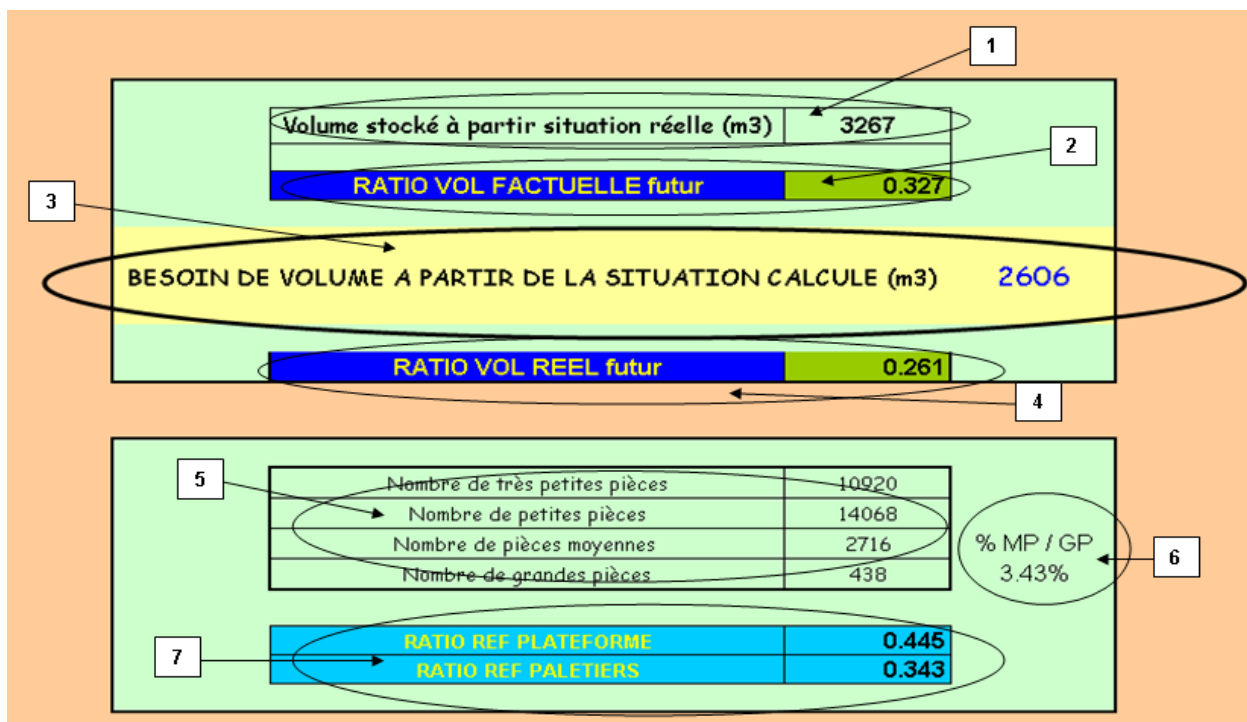 1
Volume stocké à partir situation réelle (m3) 3267
2
RATIO VOL FACTUELLE futur 0.327
3
BESOIN DE VOLUME A PARTIR DE LA SITUATION CALCULE (m3) 2606
RATIO VOL REEL futur 0.261
4
5
Nombre de très petites pièces 10920
Nombre de petites pièces 14068
Nombre de pièces moyennes 2716
Nombre de grandes pièces 438
% MP / GP
3.43%
6
7
RATIO REF PLATEFORME 0.445
RATIO REF PALETIERS 0.343